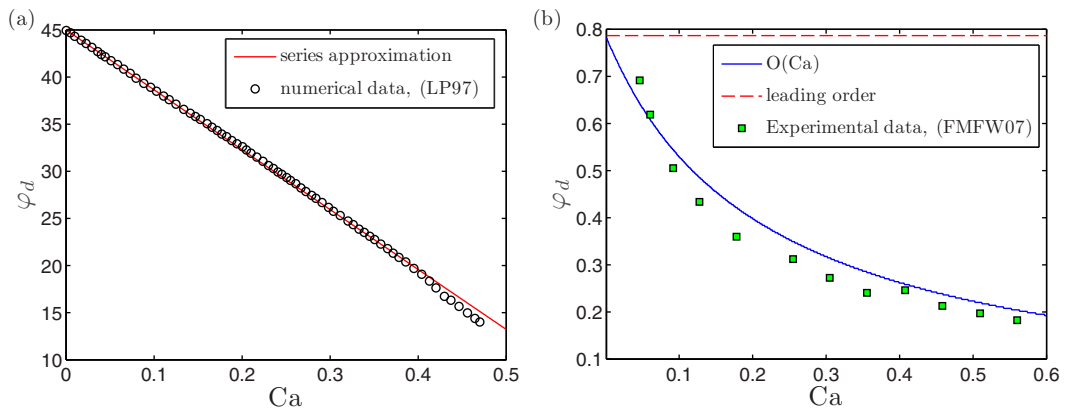 (a)
45
40
35
30
25
20
15
10
φd
0
0.1
0.2
0.3
0.4
0.5
Ca
series approximation
numerical data, (LP97)
(b)
0.8
0.7
0.6
0.5
0.4
0.3
0.2
0.1
φd
0.1
0.2
0.3
0.4
0.5
0.6
Ca
O(Ca)
leading order
Experimental data, (FMFW07)